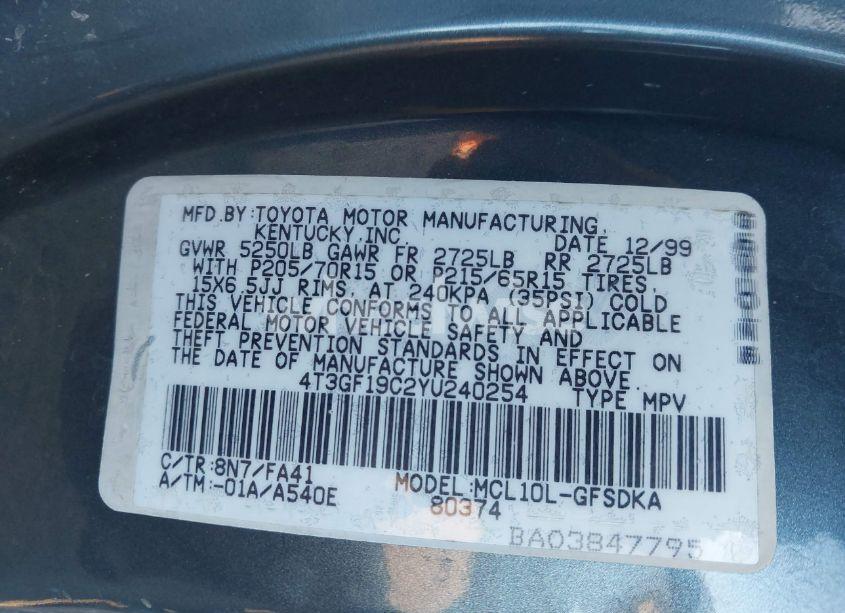 MFD.BY:TOYOTA MOTOR MANUFACTURING,
KENTUCKY,INC. DATE 12/99
GVWR 5250LB GAWR FR 2725LB RR 2725LB
WITH P205/70R15 OR P215/65R15 TIRES,
15X6.5JJ RIMS, AT 240KPA (35PSI) COLD
THIS VEHICLE CONFORMS TO ALL APPLICABLE
FEDERAL MOTOR VEHICLE SAFETY AND
THEFT PREVENTION STANDARDS IN EFFECT ON
THE DATE OF MANUFACTURE SHOWN ABOVE.
4T3GF19C2YU240254 TYPE MPV
C/TR:8N7/FA41 MODEL:MCL10L-GFSDKA
A/TM:-01A/A540E 80374
BA03847795